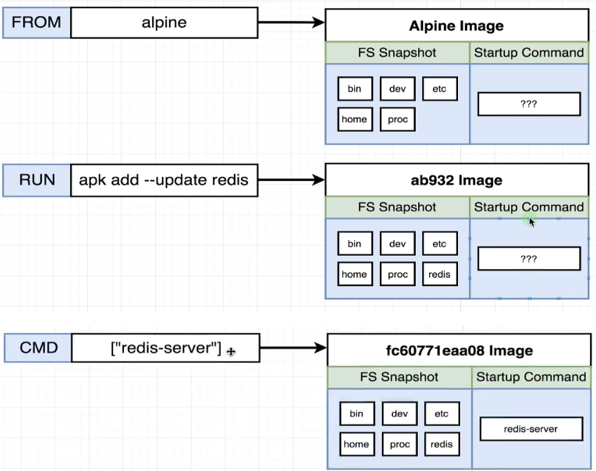 FROM alpine
Alpine Image
FS Snapshot Startup Command
bin dev etc
???
home proc
RUN apk add --update redis
ab932 Image
FS Snapshot Startup Command
bin dev etc
???
home proc redis
CMD ["redis-server"]
fc60771eaa08 Image
FS Snapshot Startup Command
bin dev etc
redis-server
home proc redis